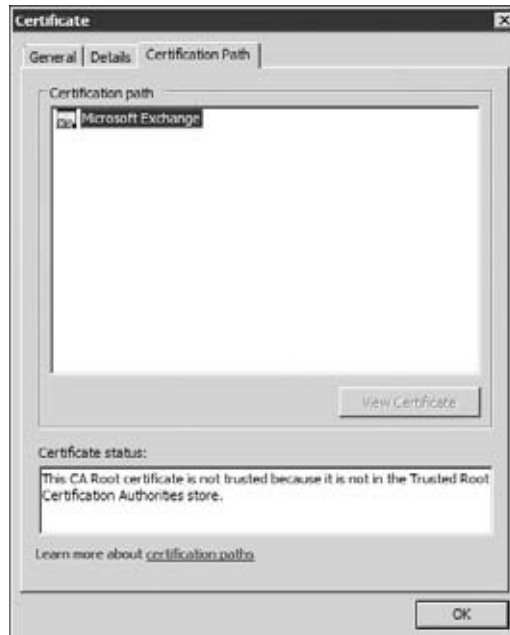 Certificate
General Details Certification Path
Certification path
Microsoft Exchange
View Certificate
Certificate status:
This CA Root certificate is not trusted because it is not in the Trusted Root
Certification Authorities store.
Learn more about certification paths
OK